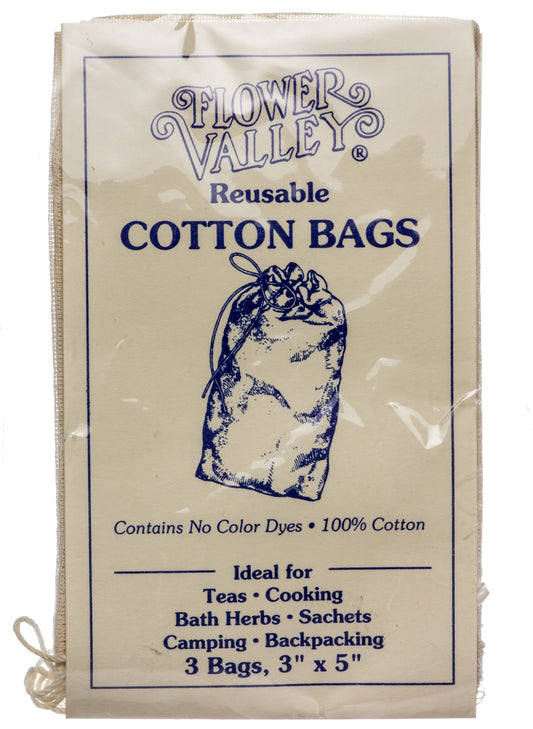 FLOWER
VALLEY®
Reusable
COTTON BAGS
Contains No Color Dyes • 100% Cotton
Ideal for
Teas • Cooking
Bath Herbs • Sachets
Camping • Backpacking
3 Bags, 3" x 5"